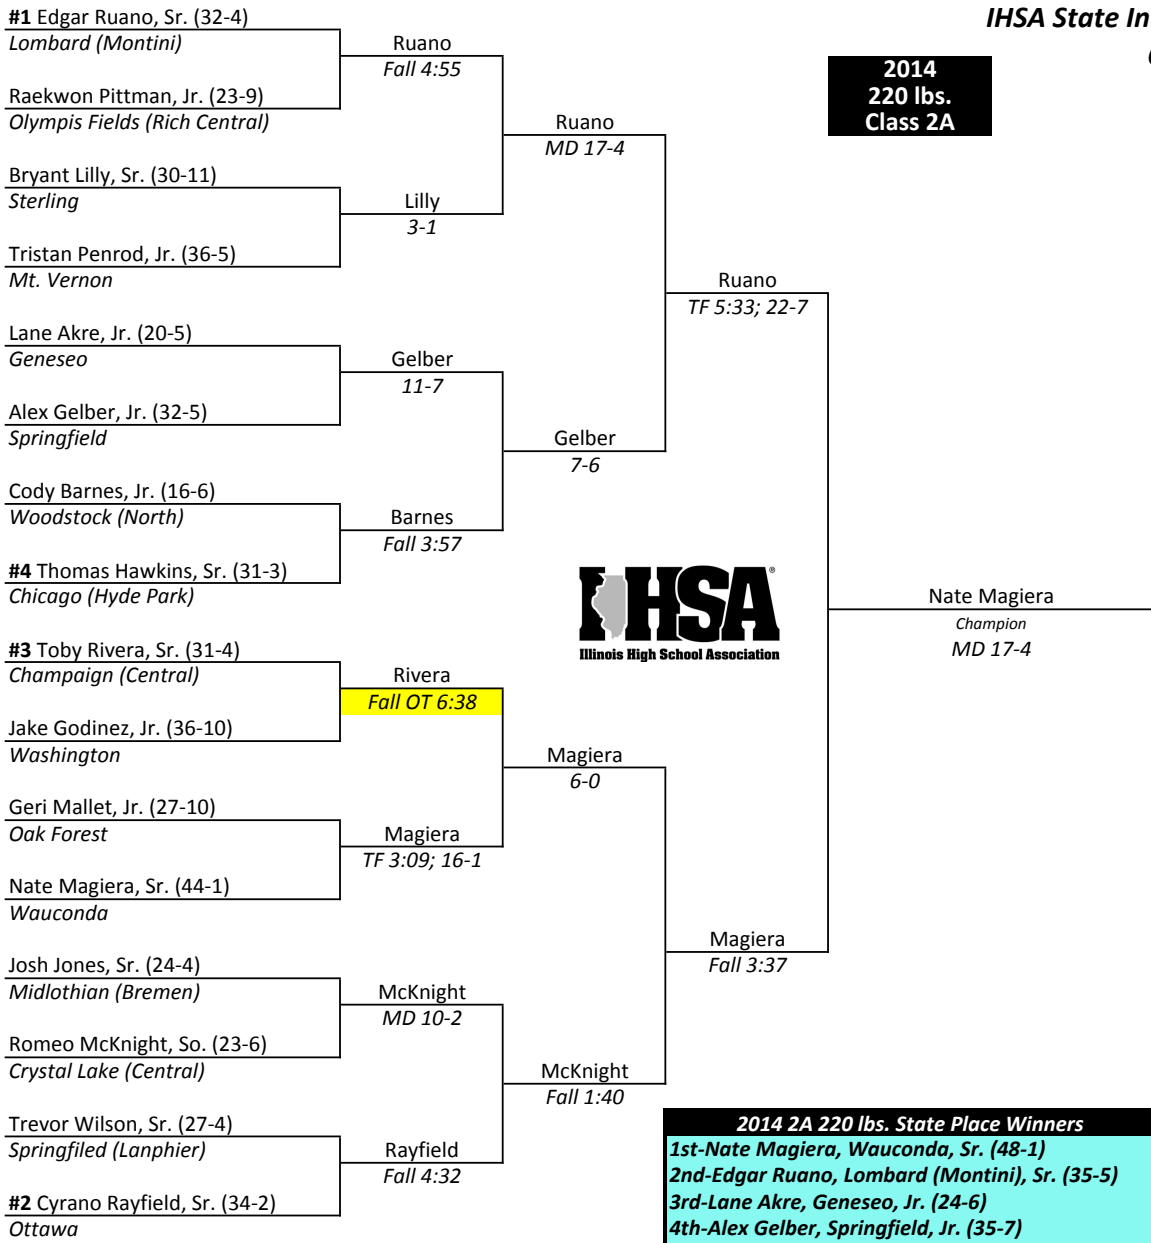 IHSA State In
2014
220 lbs.
Class 2A
#1 Edgar Ruano, Sr. (32-4)
Lombard (Montini)
Ruano
Fall 4:55
Raekwon Pittman, Jr. (23-9)
Olympis Fields (Rich Central)
Ruano
MD 17-4
Bryant Lilly, Sr. (30-11)
Sterling
Lilly
3-1
Tristan Penrod, Jr. (36-5)
Mt. Vernon
Ruano
TF 5:33; 22-7
Lane Akre, Jr. (20-5)
Geneseo
Gelber
11-7
Alex Gelber, Jr. (32-5)
Springfield
Gelber
7-6
Cody Barnes, Jr. (16-6)
Woodstock (North)
Barnes
Fall 3:57
#4 Thomas Hawkins, Sr. (31-3)
Chicago (Hyde Park)
IHSA®
Illinois High School Association
Nate Magiera
Champion
MD 17-4
#3 Toby Rivera, Sr. (31-4)
Champaign (Central)
Rivera
Fall OT 6:38
Jake Godinez, Jr. (36-10)
Washington
Magiera
6-0
Geri Mallet, Jr. (27-10)
Oak Forest
Magiera
TF 3:09; 16-1
Nate Magiera, Sr. (44-1)
Wauconda
Magiera
Fall 3:37
Josh Jones, Sr. (24-4)
Midlothian (Bremen)
McKnight
MD 10-2
Romeo McKnight, So. (23-6)
Crystal Lake (Central)
McKnight
Fall 1:40
Trevor Wilson, Sr. (27-4)
Springfiled (Lanphier)
Rayfield
Fall 4:32
#2 Cyrano Rayfield, Sr. (34-2)
Ottawa
2014 2A 220 lbs. State Place Winners
1st-Nate Magiera, Wauconda, Sr. (48-1)
2nd-Edgar Ruano, Lombard (Montini), Sr. (35-5)
3rd-Lane Akre, Geneseo, Jr. (24-6)
4th-Alex Gelber, Springfield, Jr. (35-7)